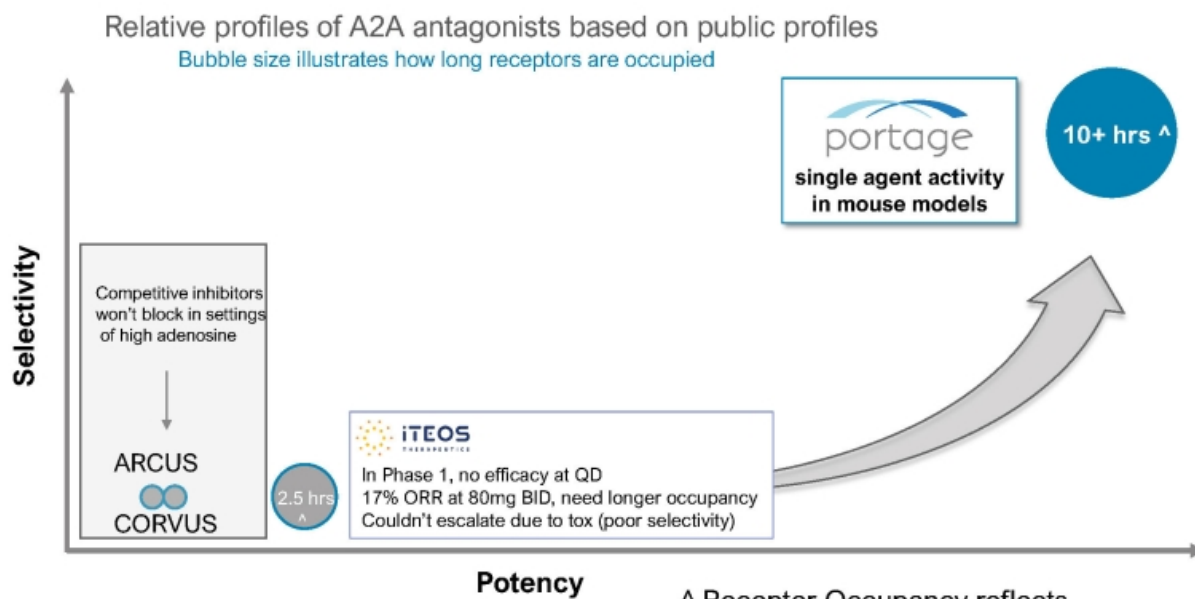 Relative profiles of A2A antagonists based on public profiles
Bubble size illustrates how long receptors are occupied
portage
single agent activity
in mouse models
10+ hrs ^
Selectivity
Competitive inhibitors
won't block in settings
of high adenosine
ARCUS
CORVUS
2.5 hrs
^
iTEOS
THERAPEUTICS
In Phase 1, no efficacy at QD
17% ORR at 80mg BID, need longer occupancy
Couldn't escalate due to tox (poor selectivity)
Potency
^ Receptor Occupancy reflects